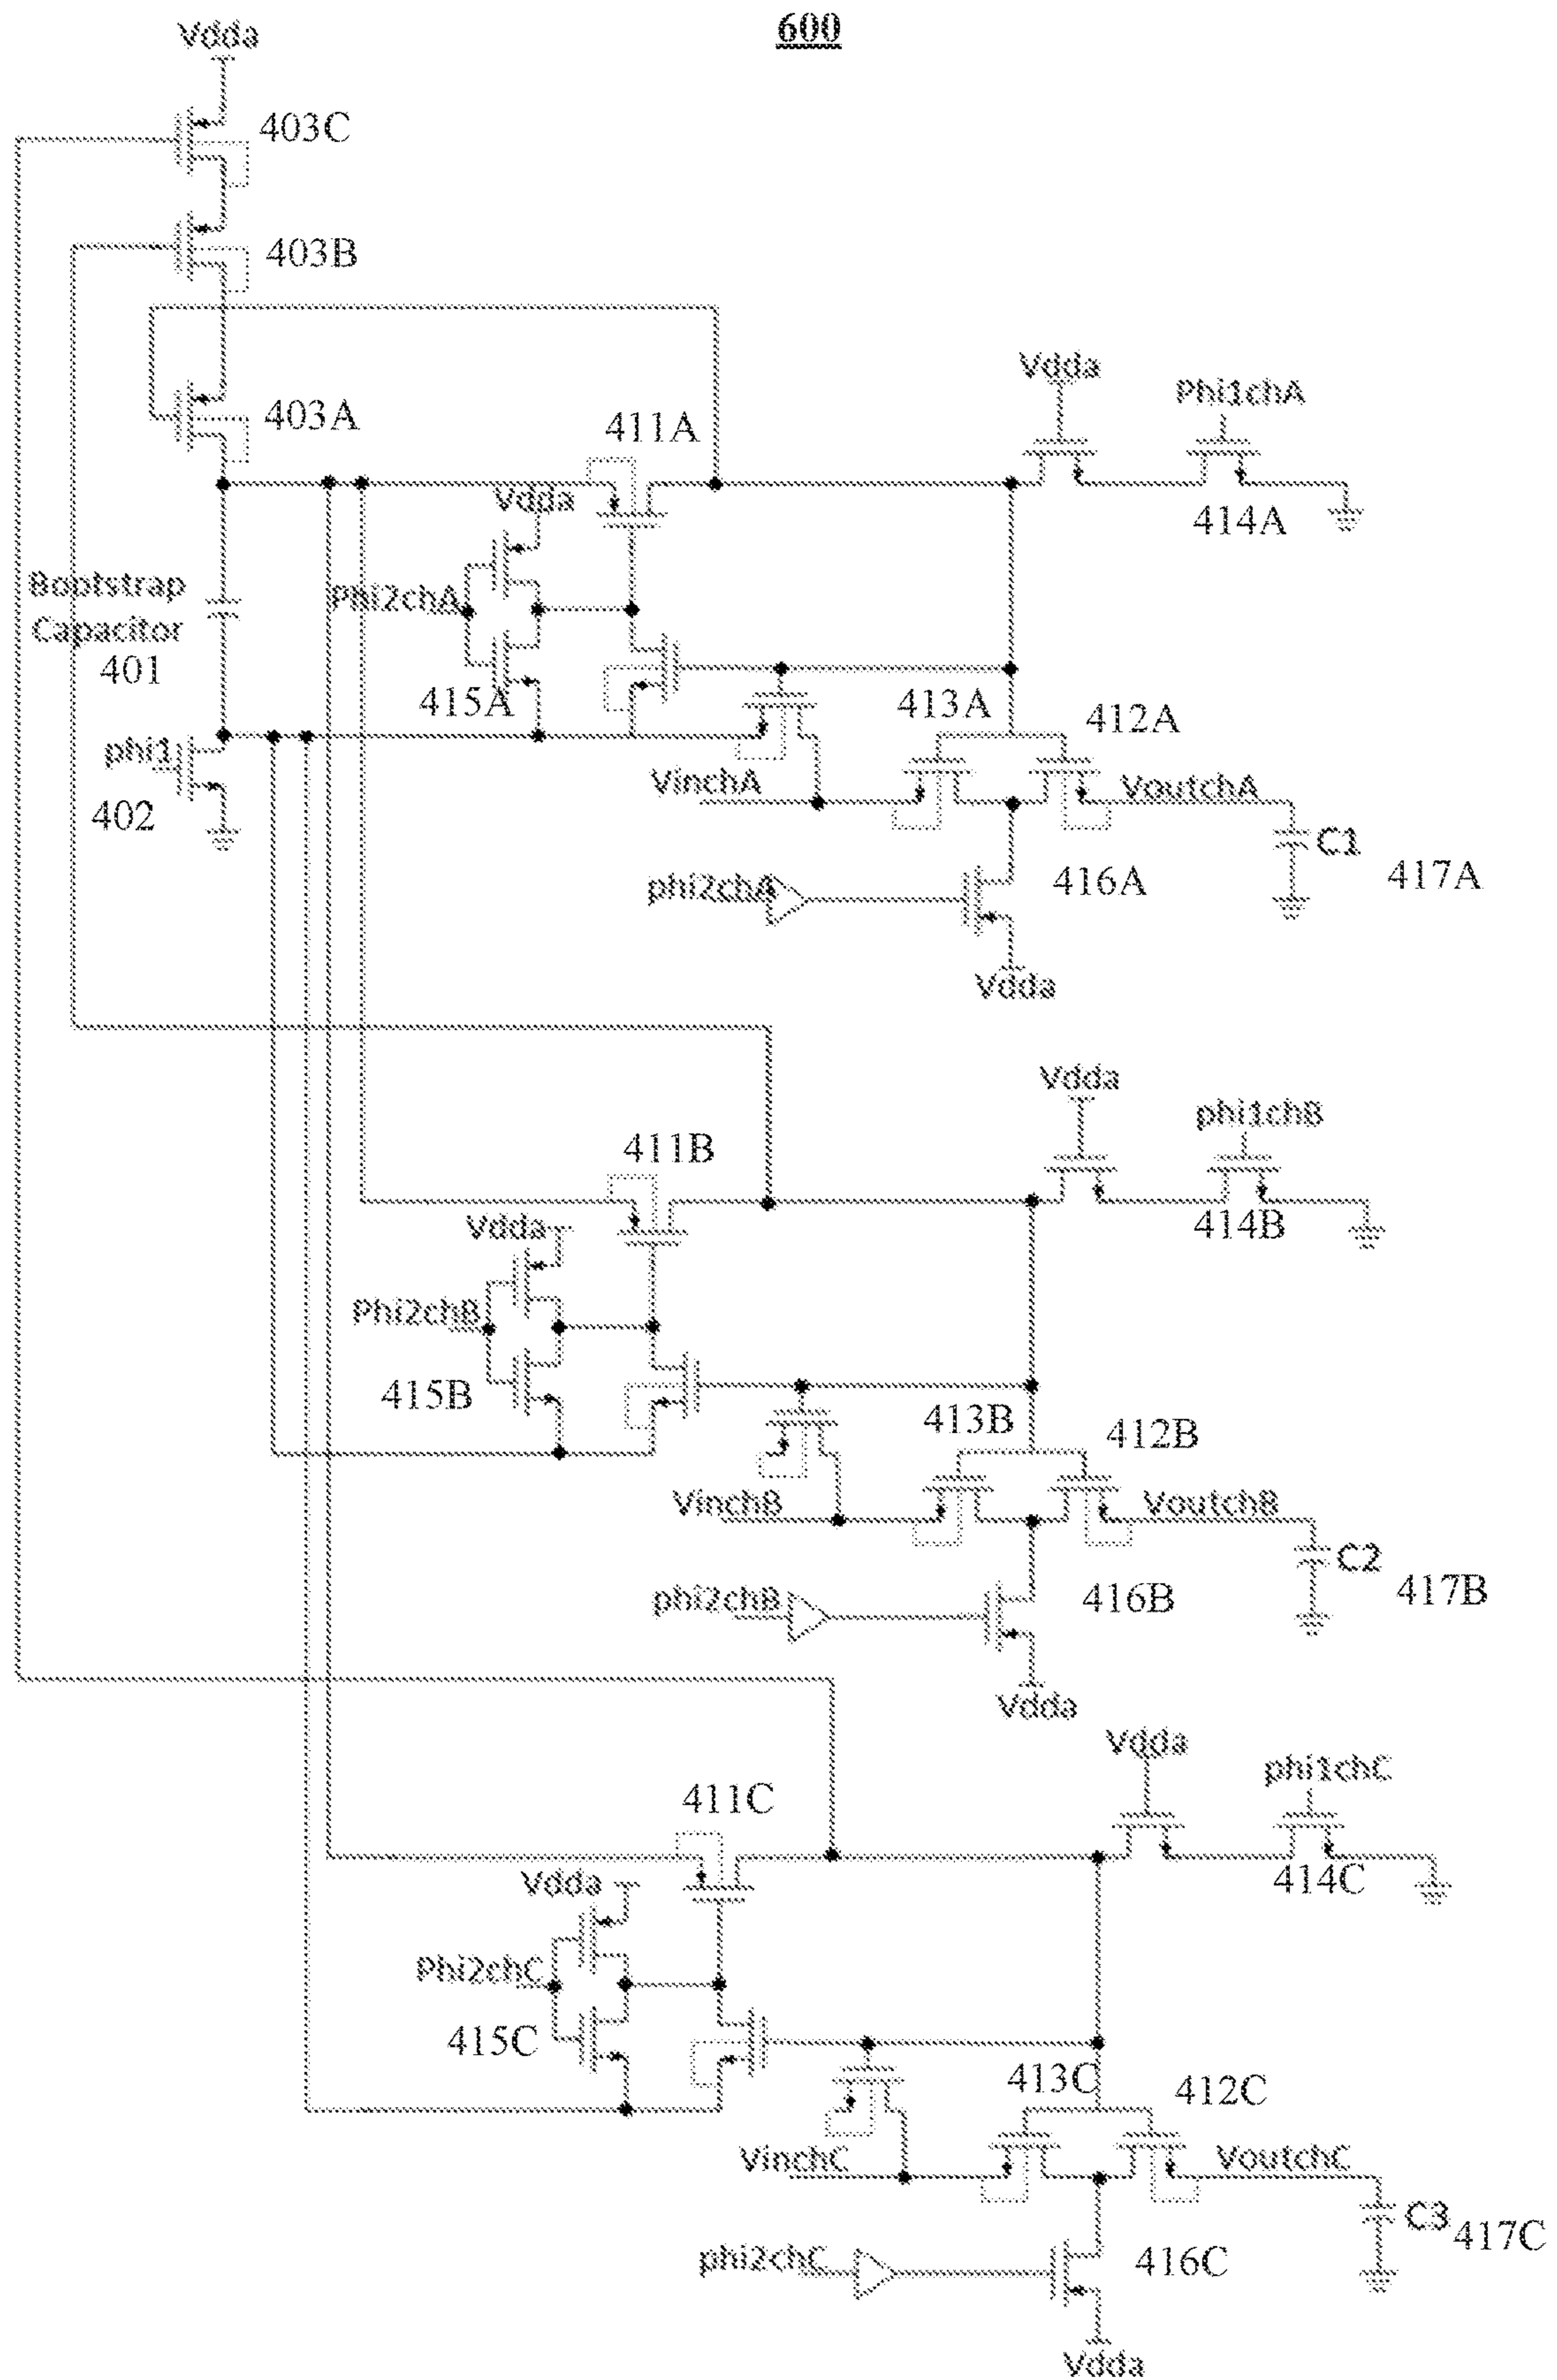 600
Vdda
403C
403B
403A
411A
Vdda
Phi1chA
414A
Vdda
Phi2chA
Bootstrap
Capacitor
401
415A
413A
412A
phi1
402
VinchA
VoutchA
C1
417A
phi2chA
416A
Vdda
Vdda
phi1chB
411B
414B
Vdda
Phi2chB
415B
413B
412B
VinchB
VoutchB
C2
417B
phi2chB
416B
Vdda
Vdda
phi1chC
411C
414C
Vdda
Phi2chC
415C
413C
412C
VinchC
VoutchC
C3
417C
phi2chC
416C
Vdda